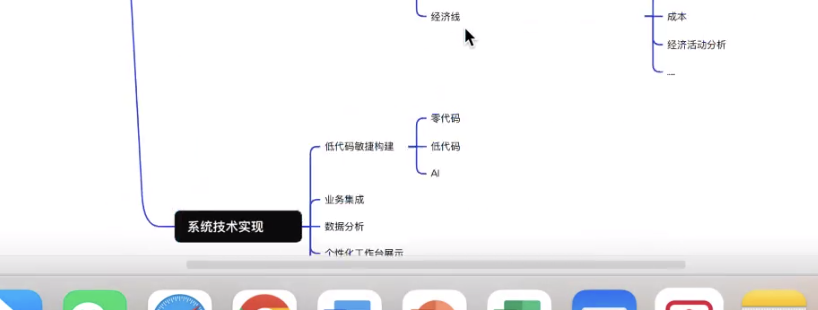 经济线
成本
经济活动分析
...
零代码
低代码敏捷构建
低代码
AI
业务集成
系统技术实现
数据分析
个性化工作台展示